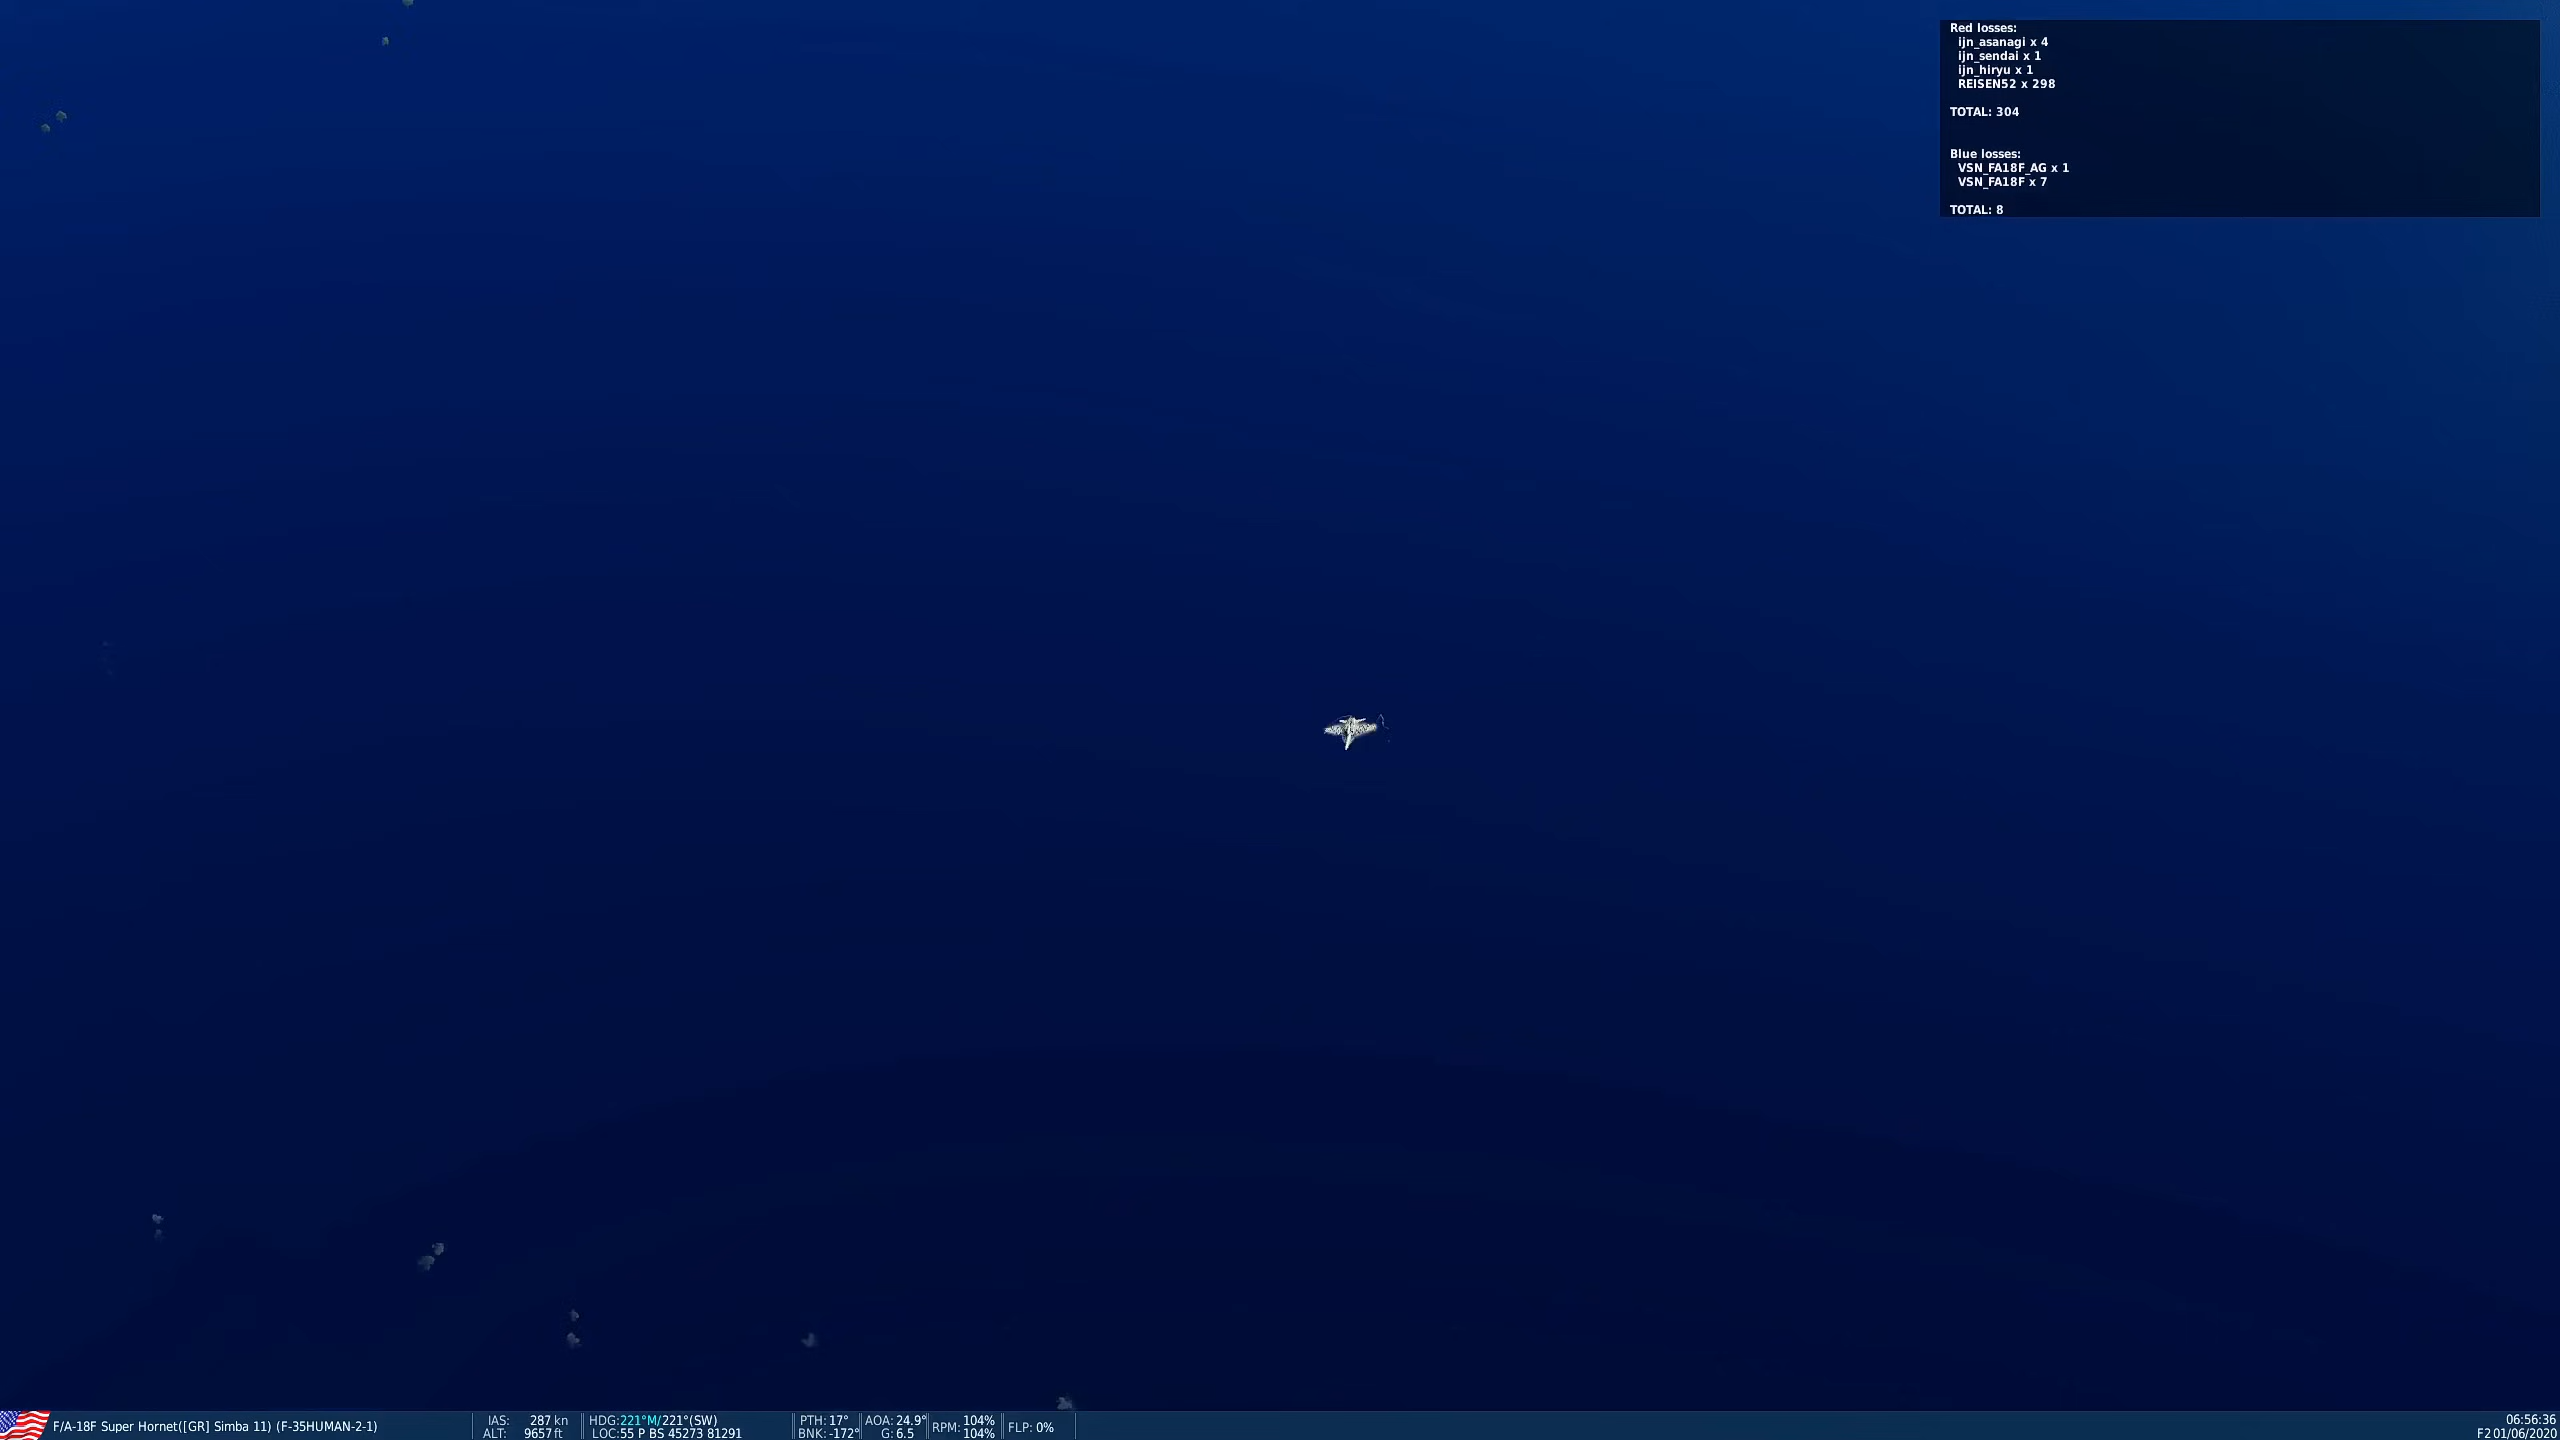 Red losses:
ijn_asanagi x 4
ijn_sendai x 1
ijn_hiryu x 1
REISEN52 x 298
TOTAL: 304
Blue losses:
VSN_FA18F_AG x 1
VSN_FA18F x 7
TOTAL: 8
F/A-18F Super Hornet([GR] Simba 11) (F-35HUMAN-2-1)
IAS: 287 kn
ALT: 9657 ft
HDG:221°M/221°(SW)
LOC:55 P BS 45273 81291
PTH: 17°
BNK: -172°
AOA: 24.9°
G: 6.5
RPM: 104%
104%
FLP: 0%
06:56:36
F2 01/06/2020